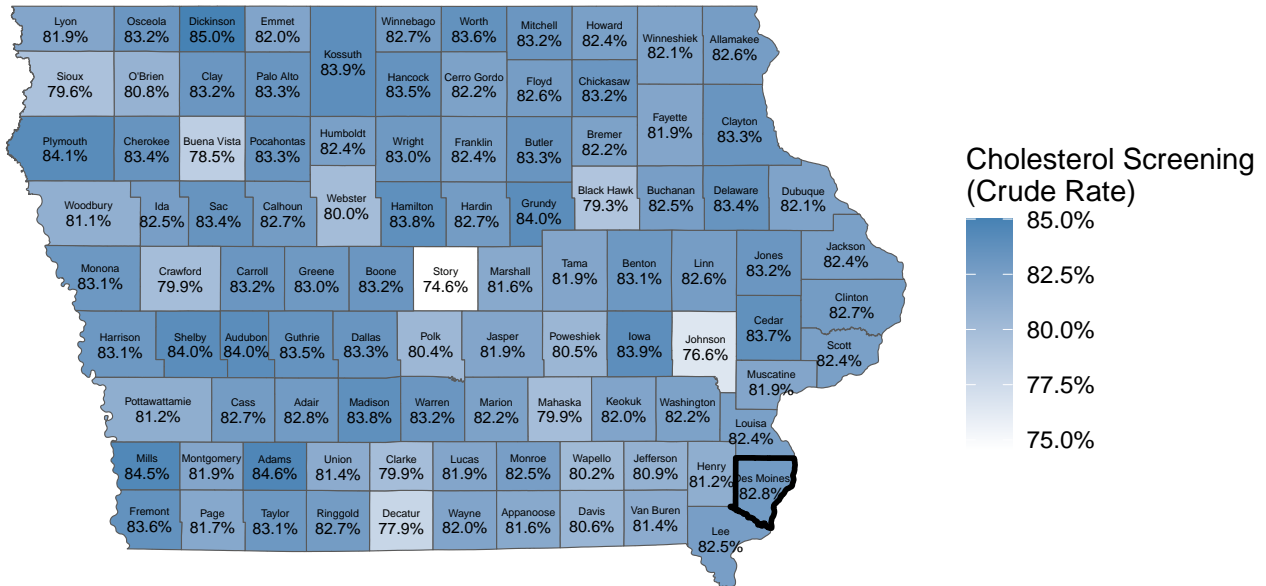 Lyon
81.9%
Osceola
83.2%
Dickinson
85.0%
Emmet
82.0%
Kossuth
83.9%
Winnebago
82.7%
Worth
83.6%
Mitchell
83.2%
Howard
82.4%
Winneshiek
82.1%
Allamakee
82.6%
Sioux
79.6%
O'Brien
80.8%
Clay
83.2%
Palo Alto
83.3%
Hancock
83.5%
Cerro Gordo
82.2%
Floyd
82.6%
Chickasaw
83.2%
Fayette
81.9%
Clayton
83.3%
Plymouth
84.1%
Cherokee
83.4%
Buena Vista
78.5%
Pocahontas
83.3%
Humboldt
82.4%
Wright
83.0%
Franklin
82.4%
Butler
83.3%
Bremer
82.2%
Woodbury
81.1%
Ida
82.5%
Sac
83.4%
Calhoun
82.7%
Webster
80.0%
Hamilton
83.8%
Hardin
82.7%
Grundy
84.0%
Black Hawk
79.3%
Buchanan
82.5%
Delaware
83.4%
Dubuque
82.1%
Monona
83.1%
Crawford
79.9%
Carroll
83.2%
Greene
83.0%
Boone
83.2%
Story
74.6%
Marshall
81.6%
Tama
81.9%
Benton
83.1%
Linn
82.6%
Jones
83.2%
Jackson
82.4%
Clinton
82.7%
Harrison
83.1%
Shelby
84.0%
Audubon
84.0%
Guthrie
83.5%
Dallas
83.3%
Polk
80.4%
Jasper
81.9%
Poweshiek
80.5%
Iowa
83.9%
Johnson
76.6%
Cedar
83.7%
Scott
82.4%
Muscatine
81.9%
Pottawattamie
81.2%
Cass
82.7%
Adair
82.8%
Madison
83.8%
Warren
83.2%
Marion
82.2%
Mahaska
79.9%
Keokuk
82.0%
Washington
82.2%
Louisa
82.4%
Mills
84.5%
Montgomery
81.9%
Adams
84.6%
Union
81.4%
Clarke
79.9%
Lucas
81.9%
Monroe
82.5%
Wapello
80.2%
Jefferson
80.9%
Henry
81.2%
Des Moines
82.8%
Fremont
83.6%
Page
81.7%
Taylor
83.1%
Ringgold
82.7%
Decatur
77.9%
Wayne
82.0%
Appanoose
81.6%
Davis
80.6%
Van Buren
81.4%
Lee
82.5%
Cholesterol Screening
(Crude Rate)
85.0%
82.5%
80.0%
77.5%
75.0%